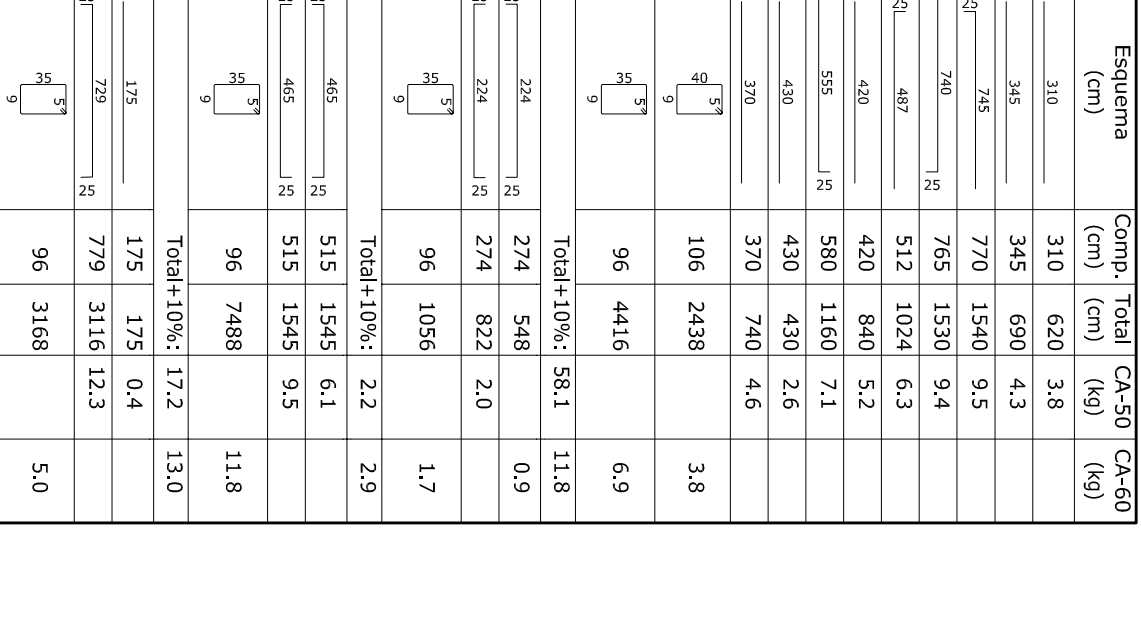 Esquema Comp. Total CA-50 CA-60
(cm) (cm) (cm) (kg) (kg)
310 310 620 3.8
345 345 690 4.3
25 745 770 1540 9.5
740 25 765 1530 9.4
25 487 512 1024 6.3
420 420 840 5.2
555 25 580 1160 7.1
430 430 430 2.6
370 370 740 4.6
40 5 9 106 2438 3.8
35 5 9 96 4416 6.9
Total+10%: 58.1 11.8
224 25 274 548 0.9
224 25 274 822 2.0
35 5 9 96 1056 1.7
Total+10%: 2.2 2.9
465 25 515 1545 6.1
465 25 515 1545 9.5
35 5 9 96 7488 11.8
Total+10%: 17.2 13.0
175 175 175 0.4
729 25 779 3116 12.3
35 5 9 96 3168 5.0